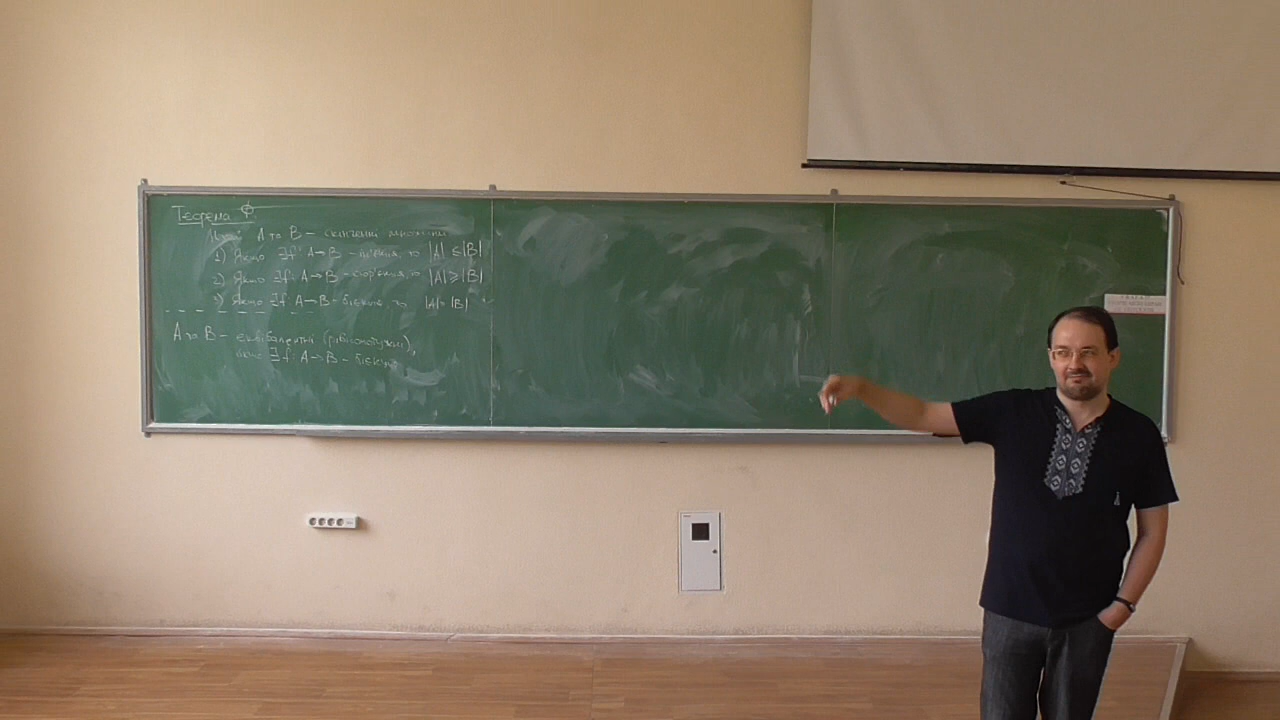 Теорема Ф.
Нехай A та B – скінченні множини
1) Якщо ∃f: A→B – ін'єкція, то |A| ≤ |B|
2) Якщо ∃f: A→B – сюр'єкція, то |A| ≥ |B|
3) Якщо ∃f: A→B – бієкція, то |A| = |B|
A та B – еквівалентні (рівнопотужні),
якщо ∃f: A→B – бієкція